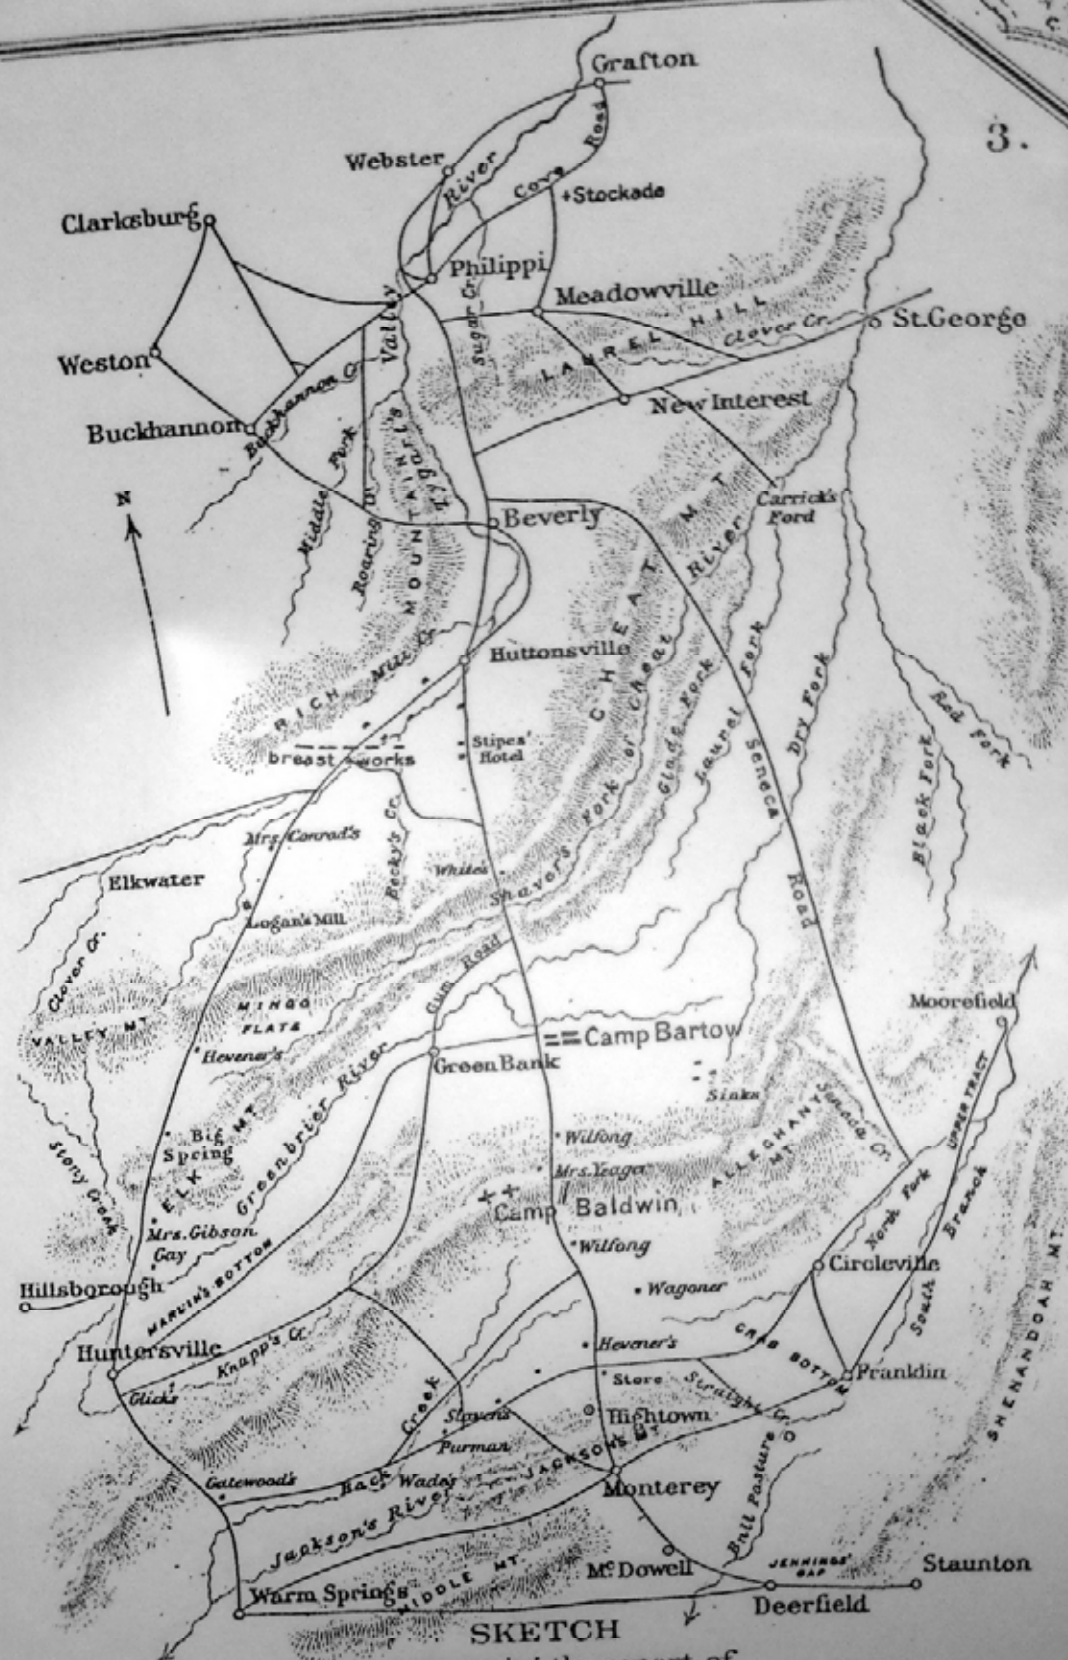 Grafton
3.
Webster
River
Cove Road
+Stockade
Clarksburg
Philippi
Valley
Sugar Cr.
Meadowville
LAUREL HILL
Clover Cr.
St. George
Weston
Buckhannon Cr.
Buckhannon
New Interest
Middle Fork
Roaring Cr.
Tygart's
N
Carrick's
Ford
Beverly
CHEAT MT
RICH MOUNTAIN
Mill Cr.
Huttonsville
Shavers Fork of Cheat River
Glade Fork
Laurel Fork
Dry Fork
Red Fork
Black Fork
Seneca Road
Stipes'
Hotel
breast works
Mrs. Conrad's
Becky's Cr.
Elkwater
White's
Logan's Mill
Clover Cr.
VALLEY MT.
MINGO
FLATS
Gum Road
Hevener's
Moorefield
Camp Bartow
Green Bank
Sinks
Greenbrier River
Big
Spring
ELK MT
Stony Creek
Wilfong
Mrs. Yeager
ALLEGHANY
MT.
Seneca Cr.
UPPER TRACT
Camp Baldwin
Mrs. Gibson
Gay
Wilfong
North Fork
South Branch
Circleville
Hillsborough
MARVIN'S BOTTOM
Wagoner
SHENANDOAH MT.
Huntersville
Knapp's Cr.
Hevener's
CRAB BOTTOM
Franklin
Glick's
Store
Straight Cr.
Slaven's
Hightown
Purman
Back Creek
JACKSON'S Mt.
Gatewood's
Wade's
Monterey
Jackson's River
Bull Pasture
McDowell
JENNINGS'
GAP
Staunton
Warm Springs
MIDDLE MT.
Deerfield
SKETCH